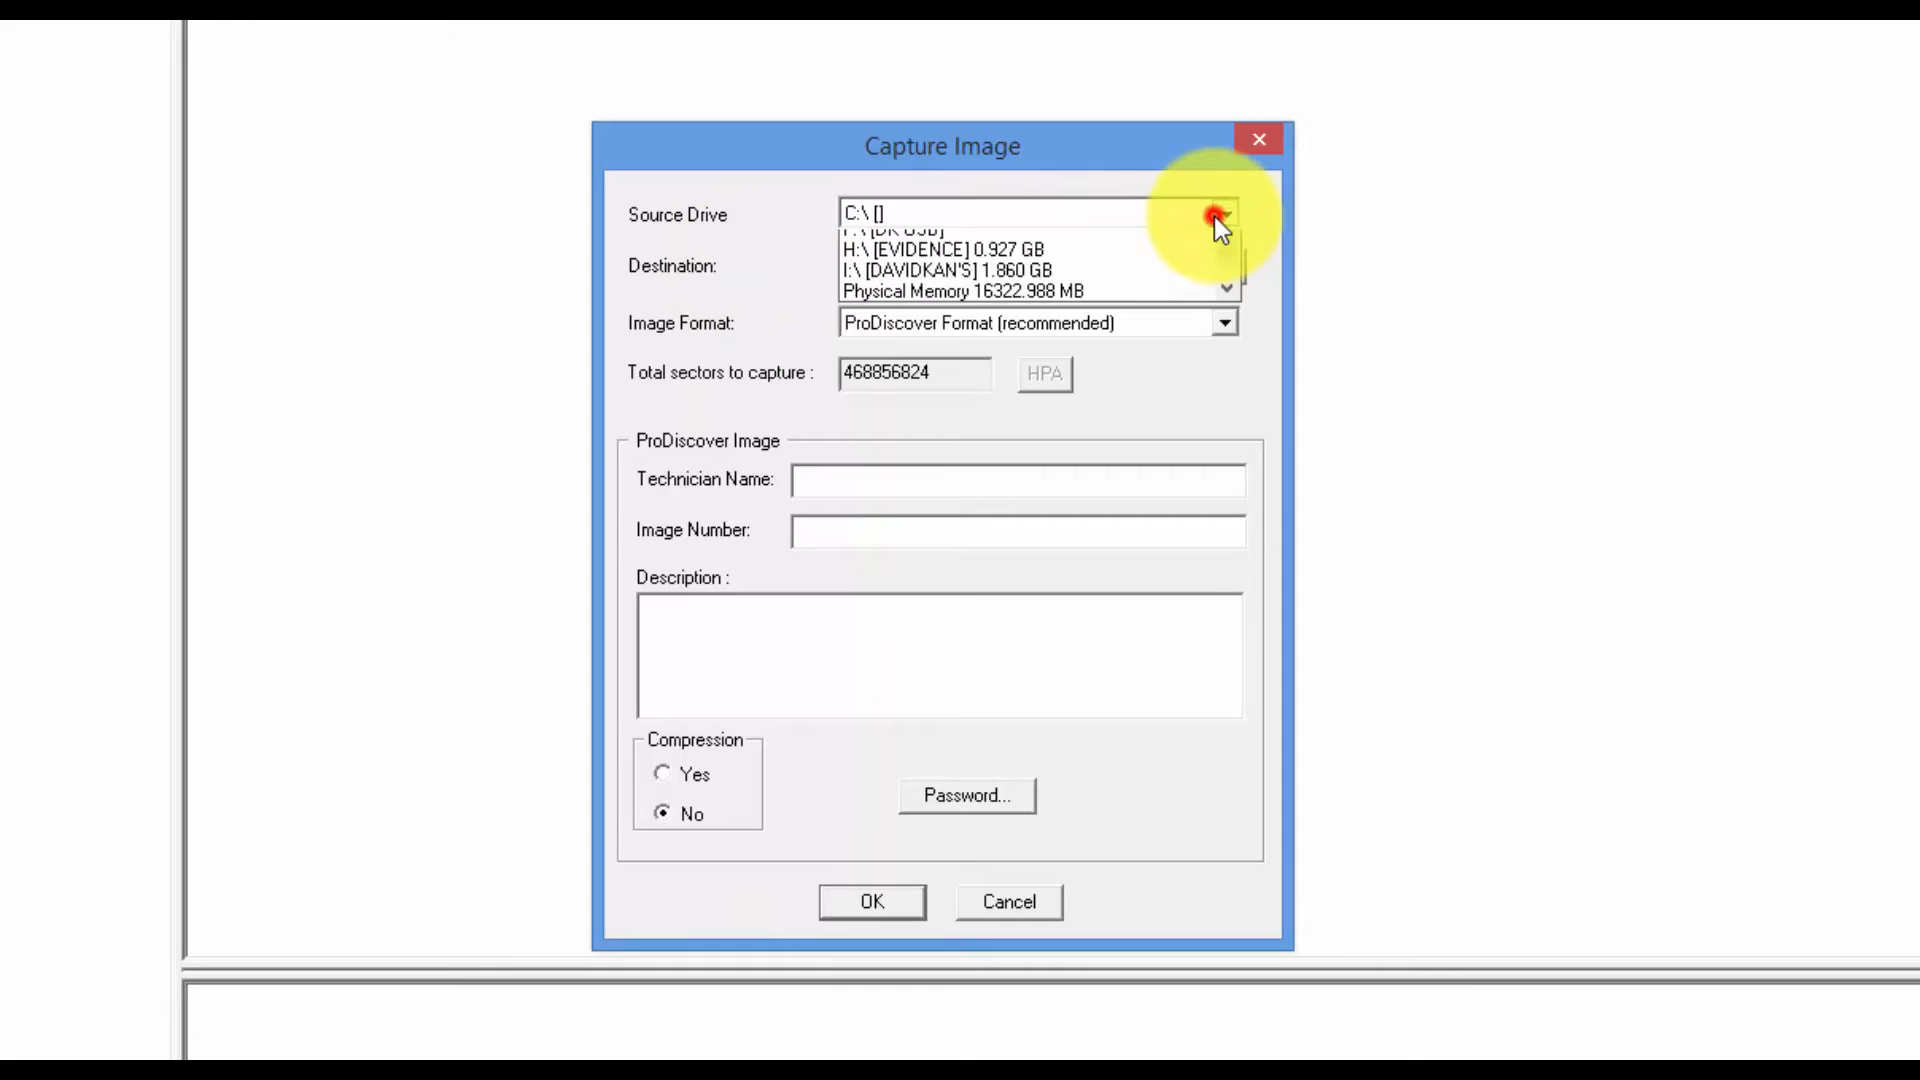 Capture Image
Source Drive
C:\ []
H:\ [EVIDENCE] 0.927 GB
I:\ [DAVIDKAN'S] 1.860 GB
Physical Memory 16322.988 MB
Destination:
Image Format:
ProDiscover Format (recommended)
Total sectors to capture :
468856824
HPA
ProDiscover Image
Technician Name:
Image Number:
Description :
Compression
Yes
No
Password...
OK
Cancel